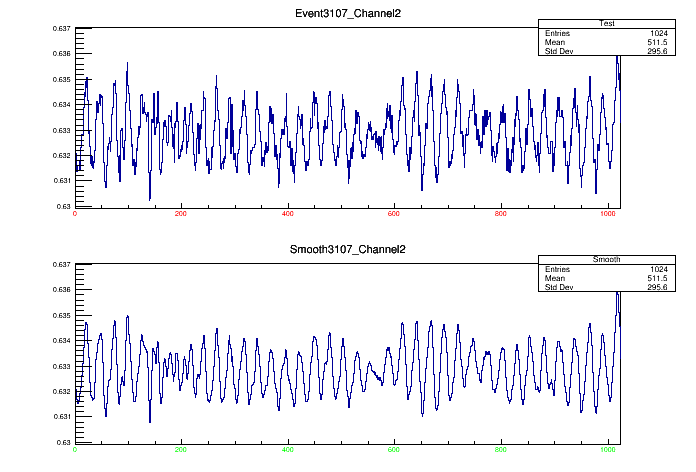 Event3107_Channel2
Test
Entries 1024
Mean 511.5
Std Dev 295.6
0.637
0.636
0.635
0.634
0.633
0.632
0.631
0.63
0 200 400 600 800 1000
Smooth3107_Channel2
Smooth
Entries 1024
Mean 511.5
Std Dev 295.6
0.637
0.636
0.635
0.634
0.633
0.632
0.631
0.63
0 200 400 600 800 1000